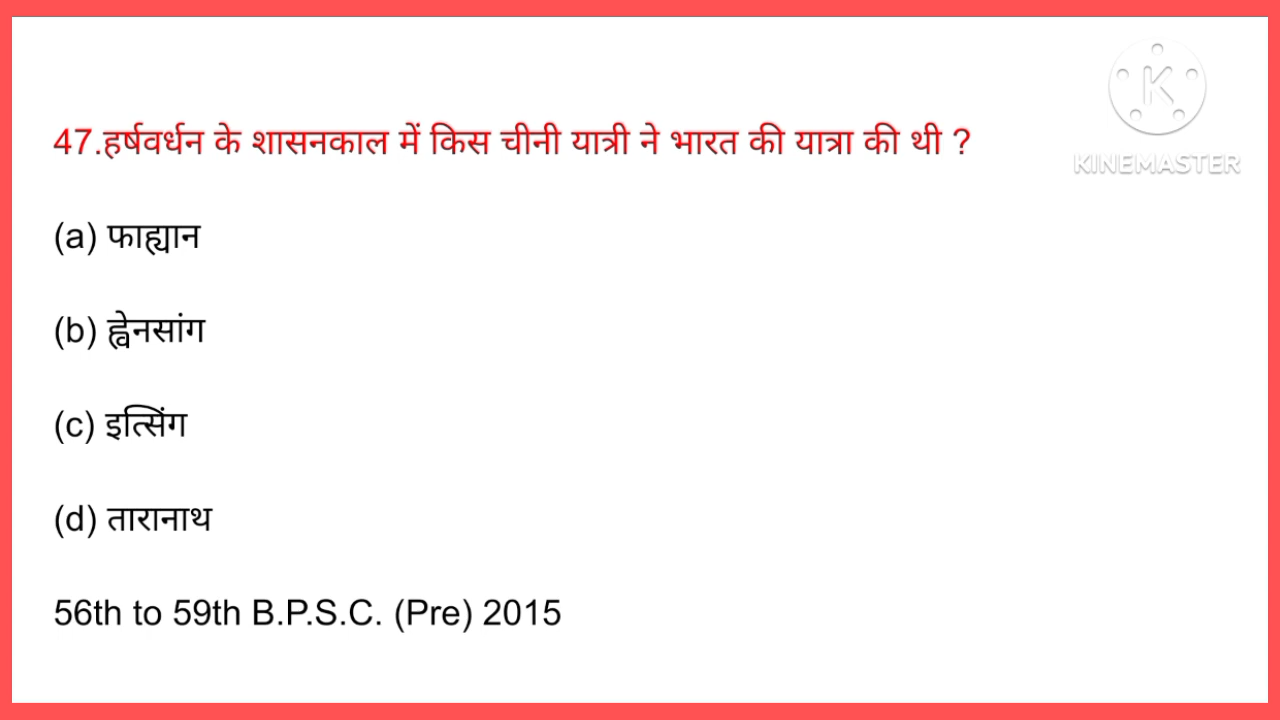 47.हर्षवर्धन के शासनकाल में किस चीनी यात्री ने भारत की यात्रा की थी ?
(a) फाह्यान
(b) ह्वेनसांग
(c) इत्सिंग
(d) तारानाथ
56th to 59th B.P.S.C. (Pre) 2015
K
KINEMASTER